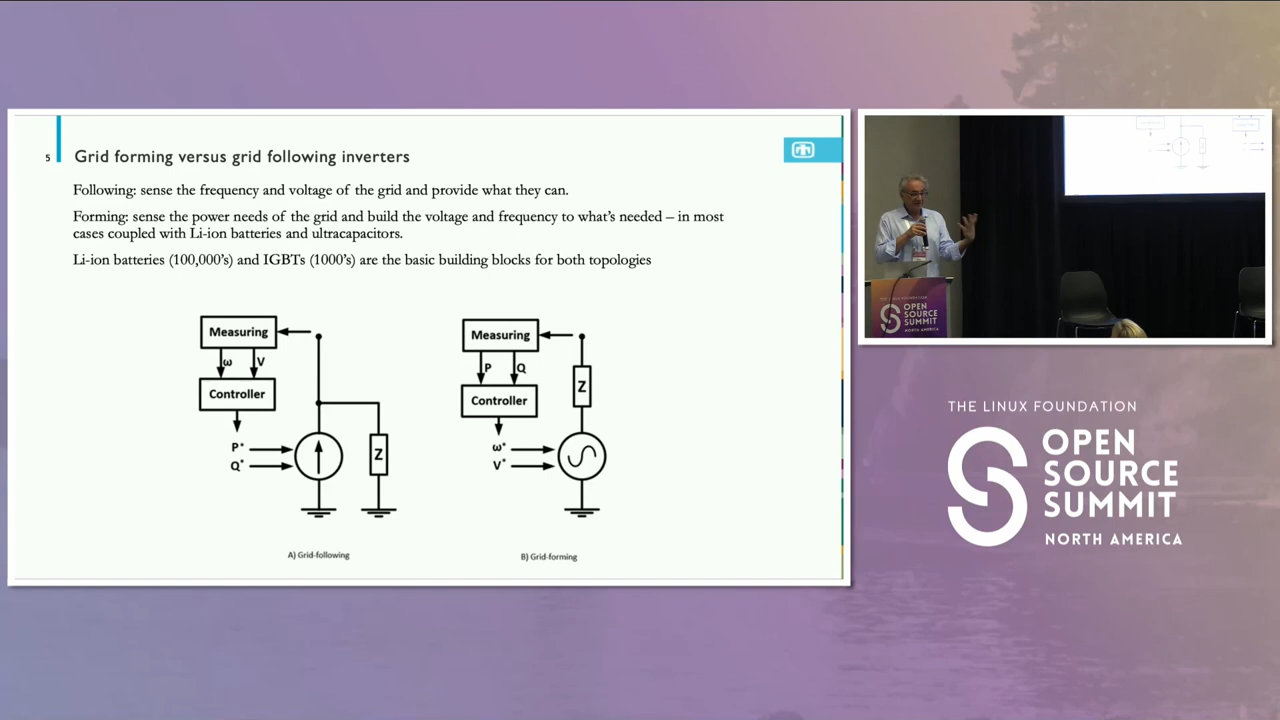 5
Grid forming versus grid following inverters
Following: sense the frequency and voltage of the grid and provide what they can.
Forming: sense the power needs of the grid and build the voltage and frequency to what's needed – in most
cases coupled with Li-ion batteries and ultracapacitors.
Li-ion batteries (100,000's) and IGBTs (1000's) are the basic building blocks for both topologies
Measuring
ω V
Controller
P*
Q*
Z
A) Grid-following
Measuring
P Q
Z
Controller
ω*
V*
B) Grid-forming
THE LINUX FOUNDATION
OPEN
SOURCE
SUMMIT
NORTH AMERICA
THE LINUX FOUNDATION
OPEN
SOURCE
SUMMIT
NORTH AMERICA